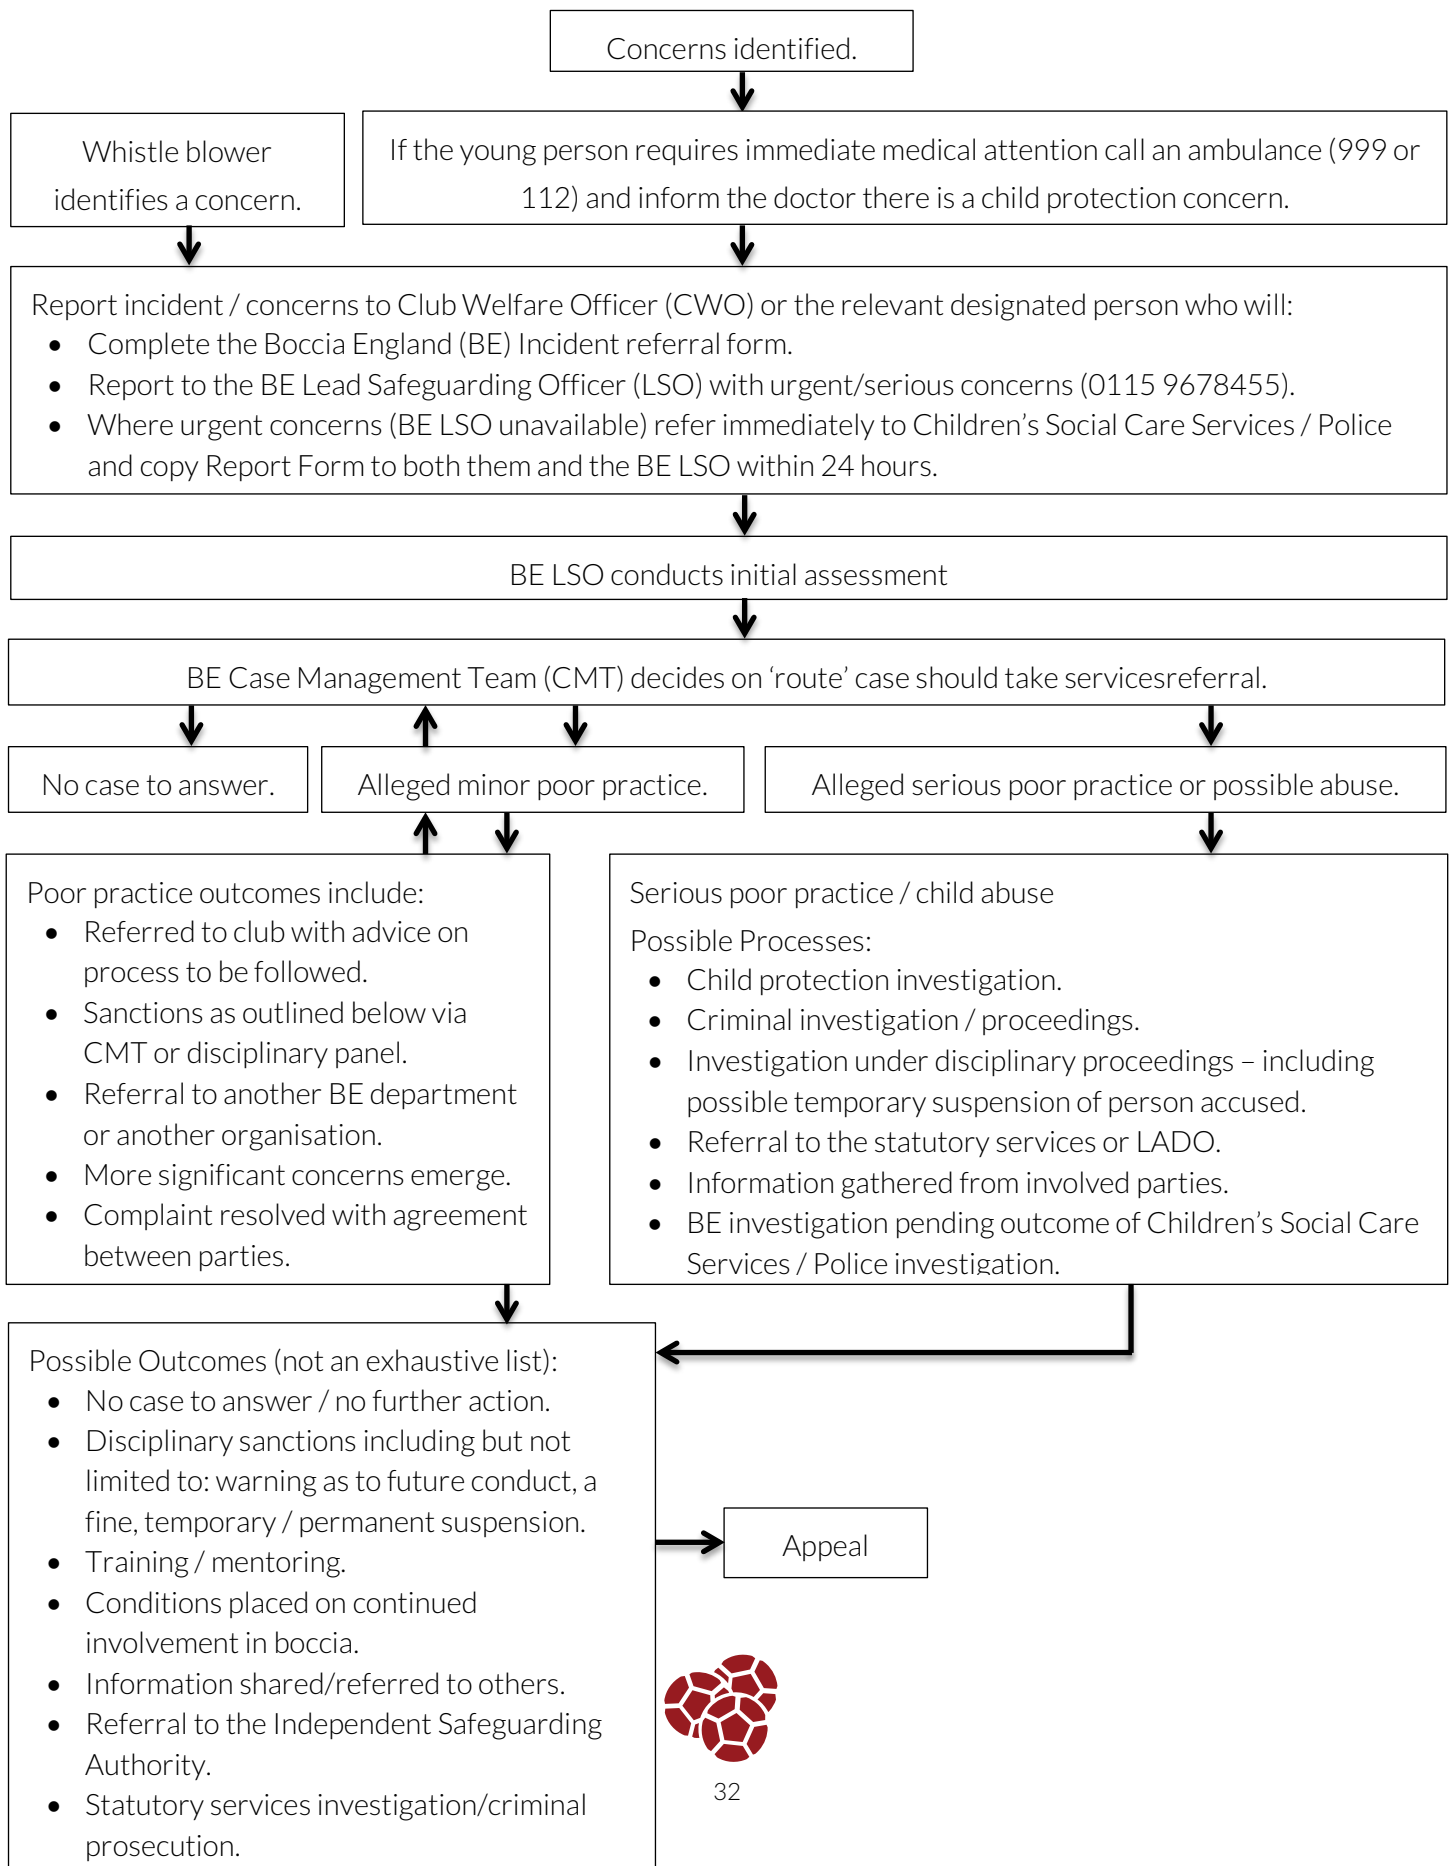 Concerns identified.
Whistle blower
identifies a concern.
If the young person requires immediate medical attention call an ambulance (999 or
112) and inform the doctor there is a child protection concern.
Report incident / concerns to Club Welfare Officer (CWO) or the relevant designated person who will:
• Complete the Boccia England (BE) Incident referral form.
• Report to the BE Lead Safeguarding Officer (LSO) with urgent/serious concerns (0115 9678455).
• Where urgent concerns (BE LSO unavailable) refer immediately to Children’s Social Care Services / Police
and copy Report Form to both them and the BE LSO within 24 hours.
BE LSO conducts initial assessment
BE Case Management Team (CMT) decides on ‘route’ case should take servicesreferral.
No case to answer.
Alleged minor poor practice.
Alleged serious poor practice or possible abuse.
Poor practice outcomes include:
• Referred to club with advice on
process to be followed.
• Sanctions as outlined below via
CMT or disciplinary panel.
• Referral to another BE department
or another organisation.
• More significant concerns emerge.
• Complaint resolved with agreement
between parties.
Serious poor practice / child abuse
Possible Processes:
• Child protection investigation.
• Criminal investigation / proceedings.
• Investigation under disciplinary proceedings – including
possible temporary suspension of person accused.
• Referral to the statutory services or LADO.
• Information gathered from involved parties.
• BE investigation pending outcome of Children’s Social Care
Services / Police investigation.
Possible Outcomes (not an exhaustive list):
• No case to answer / no further action.
• Disciplinary sanctions including but not
limited to: warning as to future conduct, a
fine, temporary / permanent suspension.
• Training / mentoring.
• Conditions placed on continued
involvement in boccia.
• Information shared/referred to others.
• Referral to the Independent Safeguarding
Authority.
• Statutory services investigation/criminal
prosecution.
Appeal
32